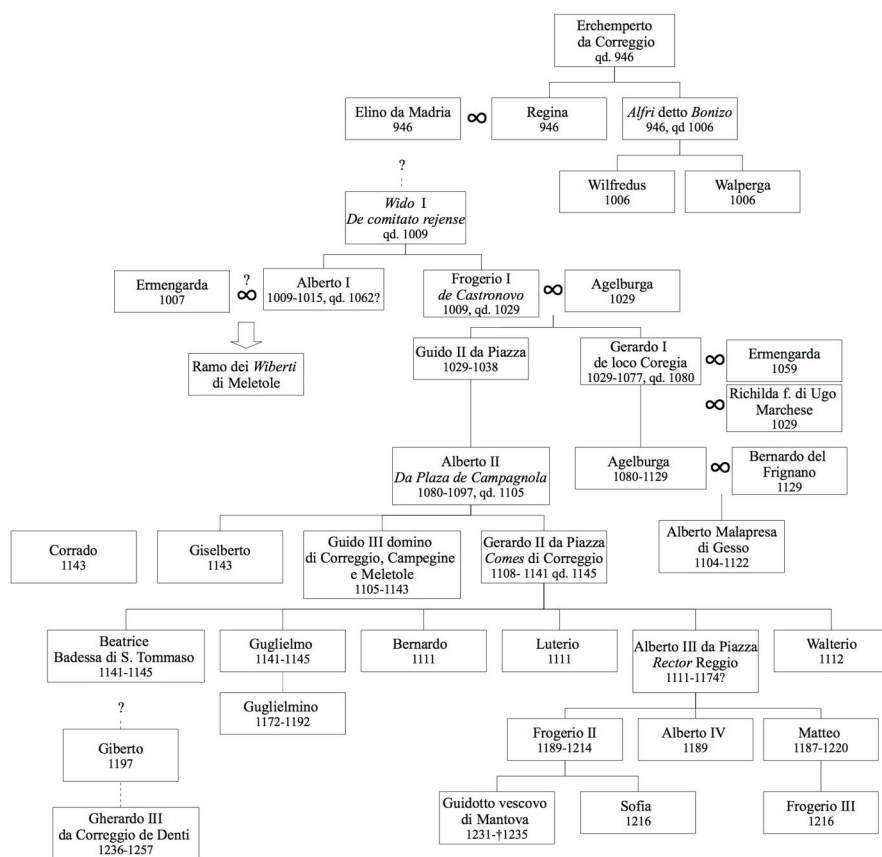 Erchemperto
da Correggio
qd. 946
Elino da Madria
946
∞
Regina
946
Alfri detto Bonizo
946, qd 1006
?
Wilfredus
1006
Walperga
1006
Wido I
De comitato rejense
qd. 1009
Ermengarda
1007
?
∞
Alberto I
1009-1015, qd. 1062?
Frogerio I
de Castronovo
1009, qd. 1029
∞
Agelburga
1029
Ramo dei Wiberti
di Meletole
Guido II da Piazza
1029-1038
Gerardo I
de loco Coregia
1029-1077, qd. 1080
∞
Ermengarda
1059
∞
Richilda f. di Ugo
Marchese
1029
Alberto II
Da Plaza de Campagnola
1080-1097, qd. 1105
Agelburga
1080-1129
∞
Bernardo del
Frignano
1129
Corrado
1143
Giselberto
1143
Guido III domino
di Correggio, Campegine
e Meletole
1105-1143
Gerardo II da Piazza
Comes di Correggio
1108- 1141 qd. 1145
Alberto Malapresa
di Gesso
1104-1122
Beatrice
Badessa di S. Tommaso
1141-1145
Guglielmo
1141-1145
Bernardo
1111
Luterio
1111
Alberto III da Piazza
Rector Reggio
1111-1174?
Walterio
1112
?
Guglielmino
1172-1192
Giberto
1197
Frogerio II
1189-1214
Alberto IV
1189
Matteo
1187-1220
Gherardo III
da Correggio de Denti
1236-1257
Guidotto vescovo
di Mantova
1231-†1235
Sofia
1216
Frogerio III
1216